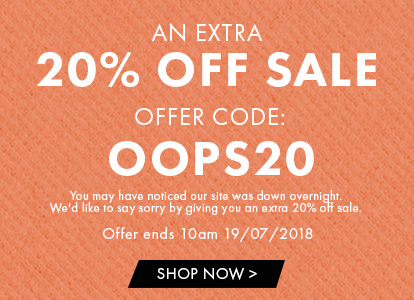 AN EXTRA
20% OFF SALE
OFFER CODE:
OOPS20
You may have noticed our site was down overnight.
We'd like to say sorry by giving you an extra 20% off sale.
Offer ends 10am 19/07/2018
SHOP NOW >